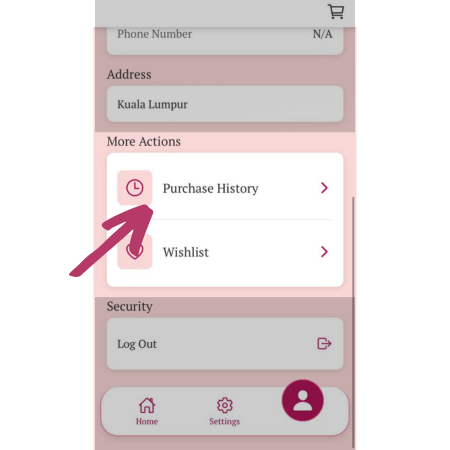 Phone Number N/A
Address
Kuala Lumpur
More Actions
Purchase History
Wishlist
Security
Log Out
Home Settings